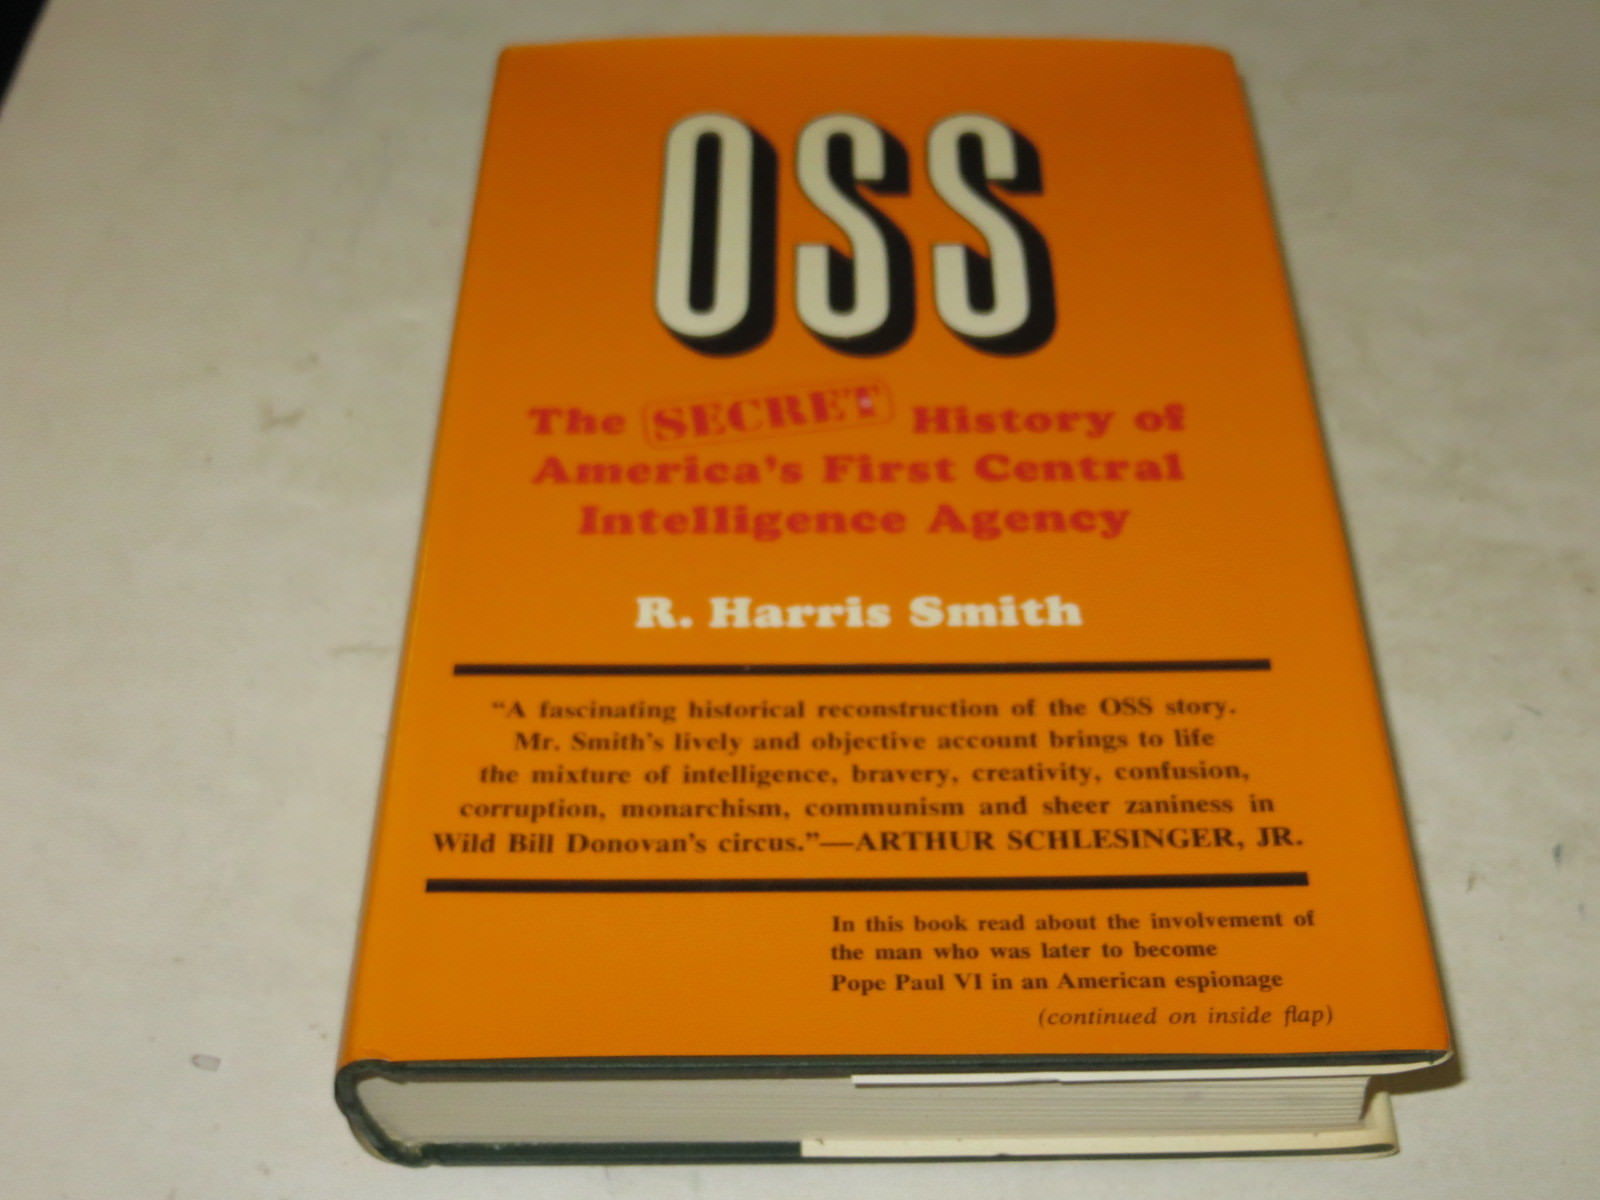 OSS
The SECRET History of
America's First Central
Intelligence Agency
R. Harris Smith
"A fascinating historical reconstruction of the OSS story.
Mr. Smith's lively and objective account brings to life
the mixture of intelligence, bravery, creativity, confusion,
corruption, monarchism, communism and sheer zaniness in
Wild Bill Donovan's circus."—ARTHUR SCHLESINGER, JR.
In this book read about the involvement of
the man who was later to become
Pope Paul VI in an American espionage
(continued on inside flap)